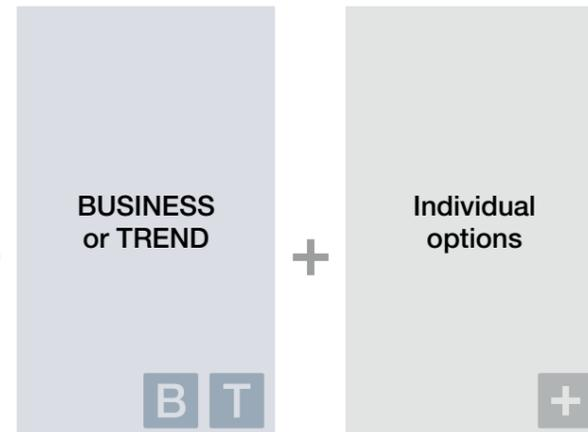 BUSINESS
or TREND
B T
+
Individual
options
+